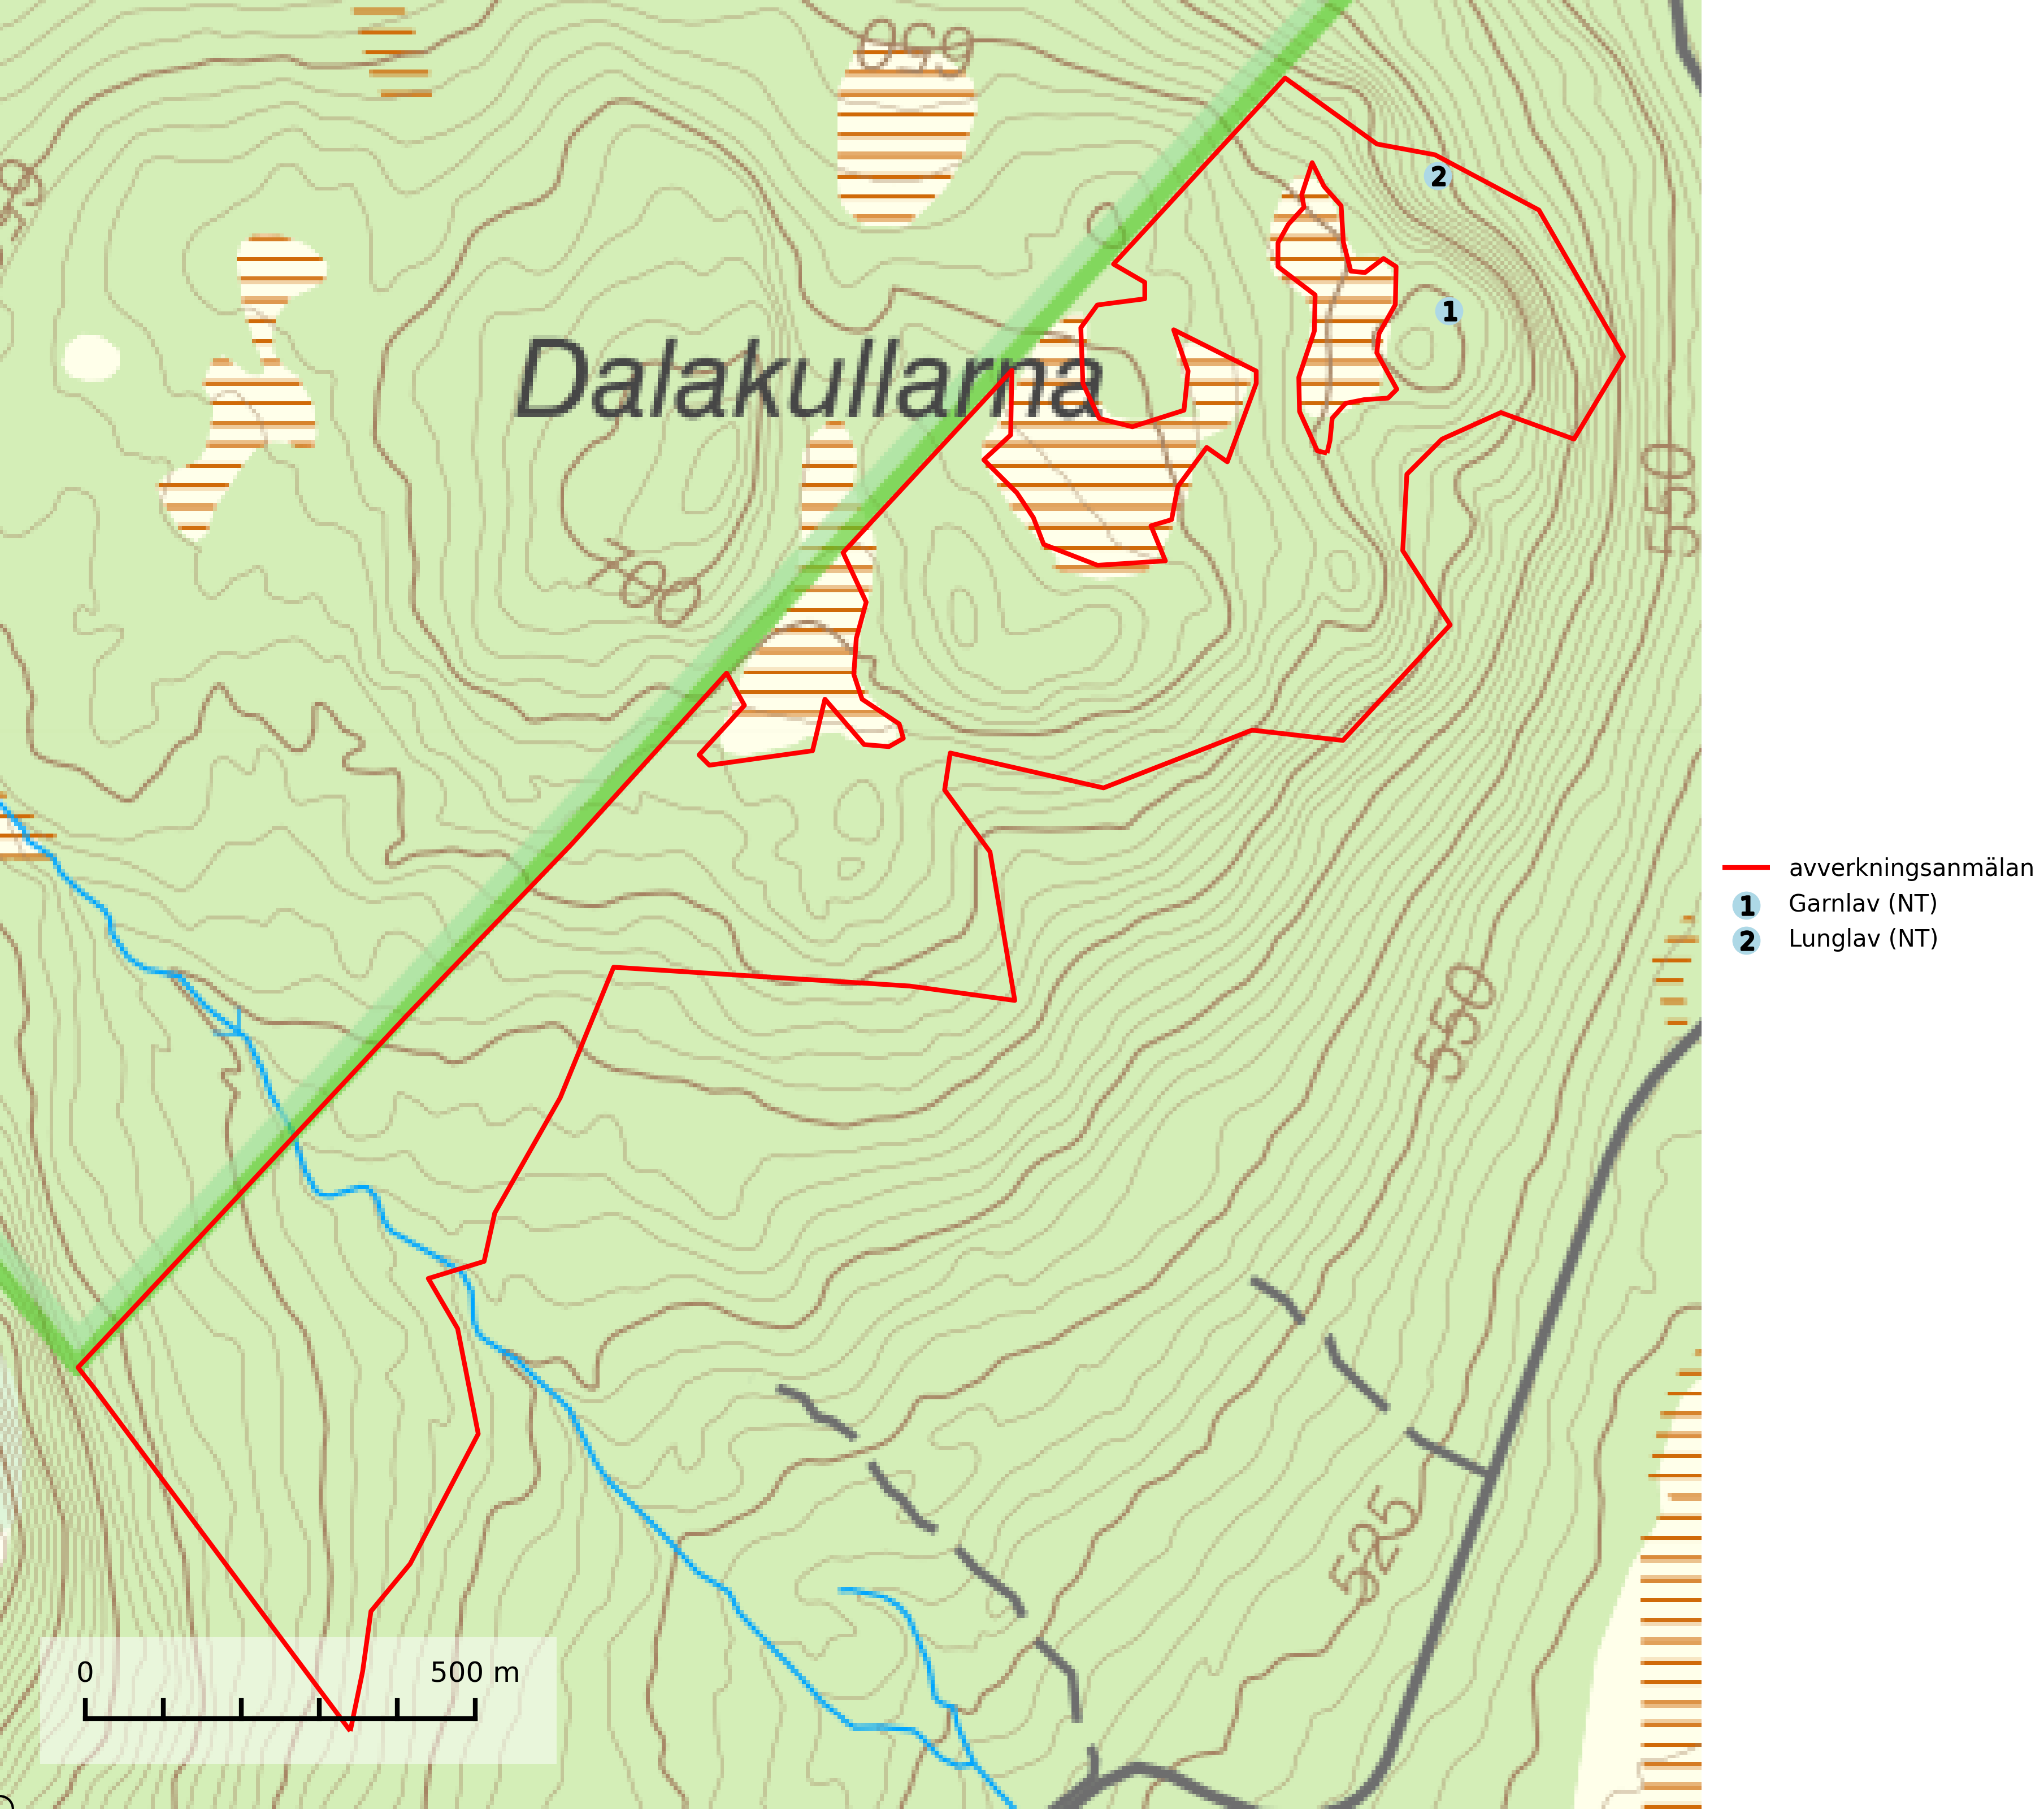 650
Dalakullarna
550
700
avverkningsanmälan
1 Garnlav (NT)
2 Lunglav (NT)
2
1
550
525
0 500 m